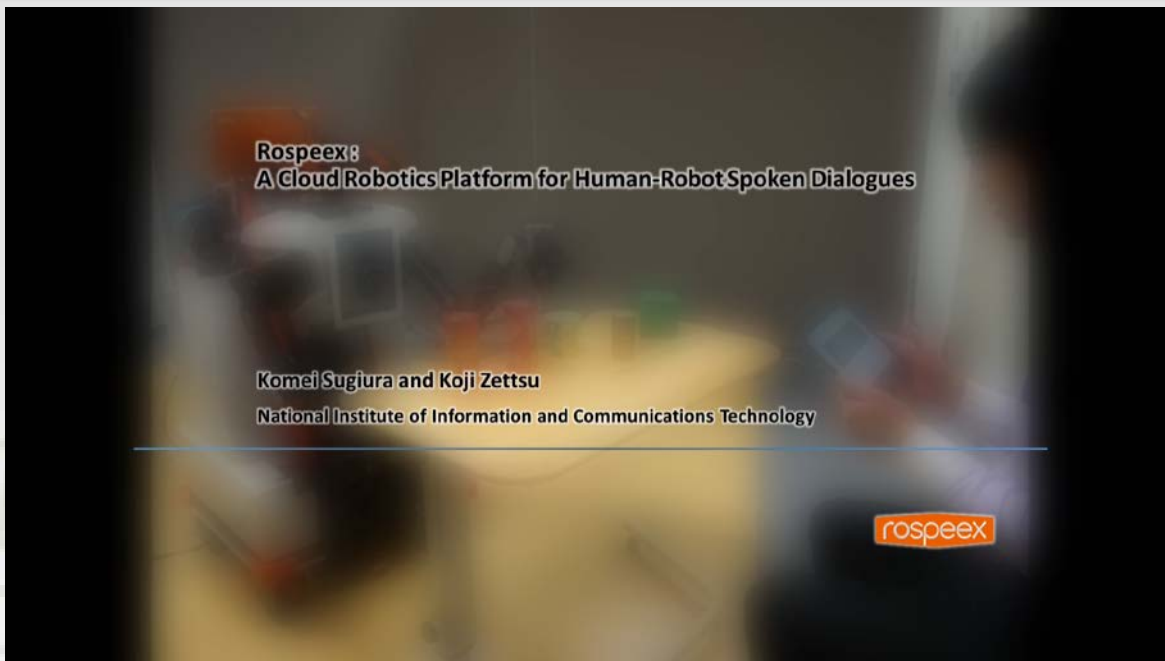 Rospeex :
A Cloud Robotics Platform for Human-Robot Spoken Dialogues
Komei Sugiura and Koji Zettsu
National Institute of Information and Communications Technology
rospeex